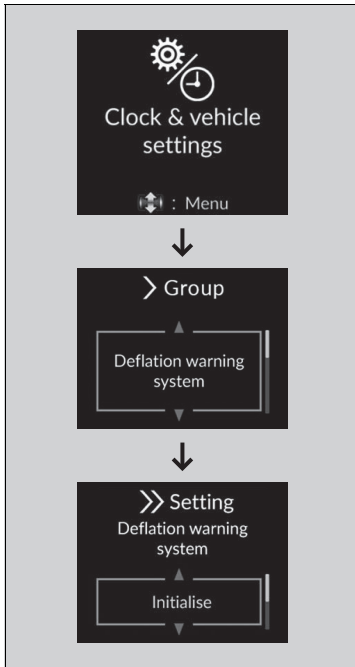 Clock & vehicle
settings
: Menu
Group
Deflation warning
system
Setting
Deflation warning
system
Initialise